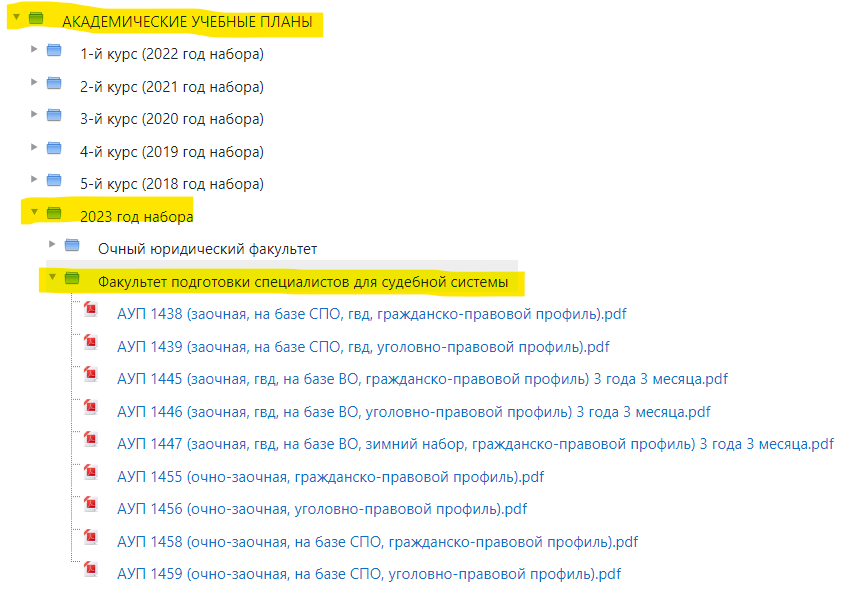 АКАДЕМИЧЕСКИЕ УЧЕБНЫЕ ПЛАНЫ
1-й курс (2022 год набора)
2-й курс (2021 год набора)
3-й курс (2020 год набора)
4-й курс (2019 год набора)
5-й курс (2018 год набора)
2023 год набора
Очный юридический факультет
Факультет подготовки специалистов для судебной системы
АУП 1438 (заочная, на базе СПО, гвд, гражданско-правовой профиль).pdf
АУП 1439 (заочная, на базе СПО, гвд, уголовно-правовой профиль).pdf
АУП 1445 (заочная, гвд, на базе ВО, гражданско-правовой профиль) 3 года 3 месяца.pdf
АУП 1446 (заочная, гвд, на базе ВО, уголовно-правовой профиль) 3 года 3 месяца.pdf
АУП 1447 (заочная, гвд, на базе ВО, зимний набор, гражданско-правовой профиль) 3 года 3 месяца.pdf
АУП 1455 (очно-заочная, гражданско-правовой профиль).pdf
АУП 1456 (очно-заочная, уголовно-правовой профиль).pdf
АУП 1458 (очно-заочная, на базе СПО, гражданско-правовой профиль).pdf
АУП 1459 (очно-заочная, на базе СПО, уголовно-правовой профиль).pdf